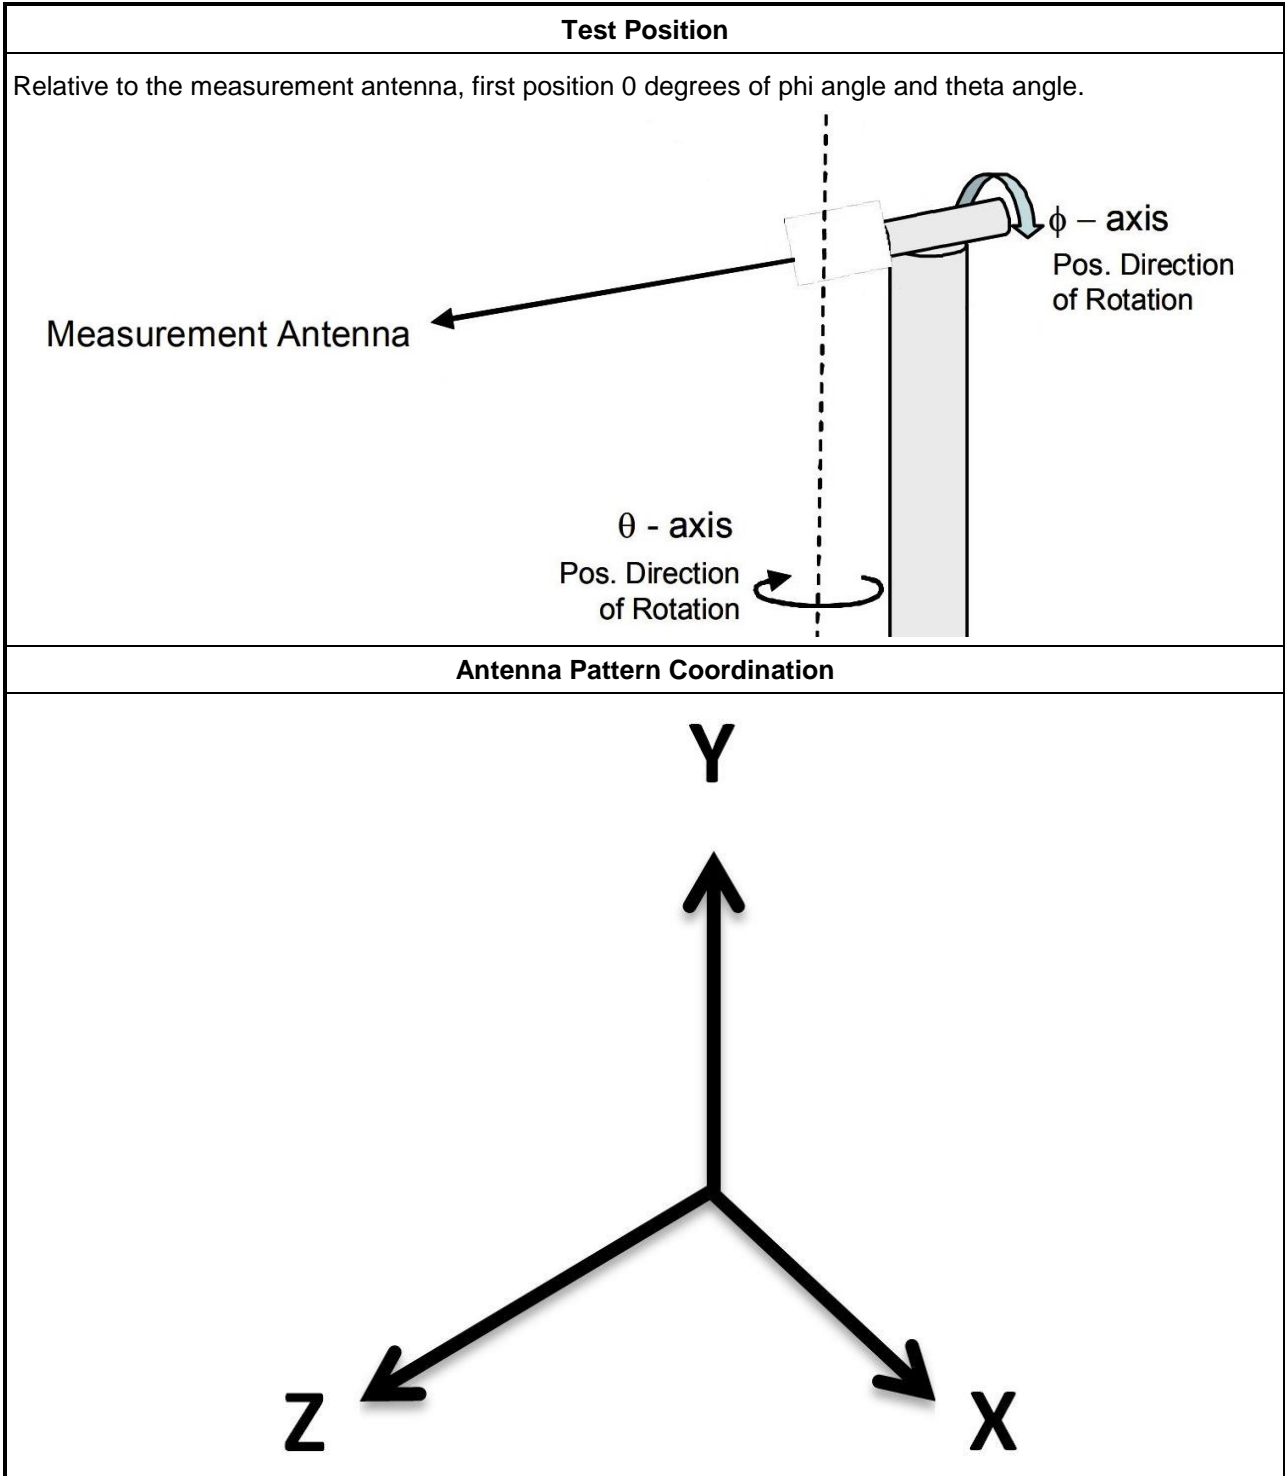 Test Position
Relative to the measurement antenna, first position 0 degrees of phi angle and theta angle.
ϕ – axis
Pos. Direction
of Rotation
Measurement Antenna
θ - axis
Pos. Direction
of Rotation
Antenna Pattern Coordination
Y
Z
X